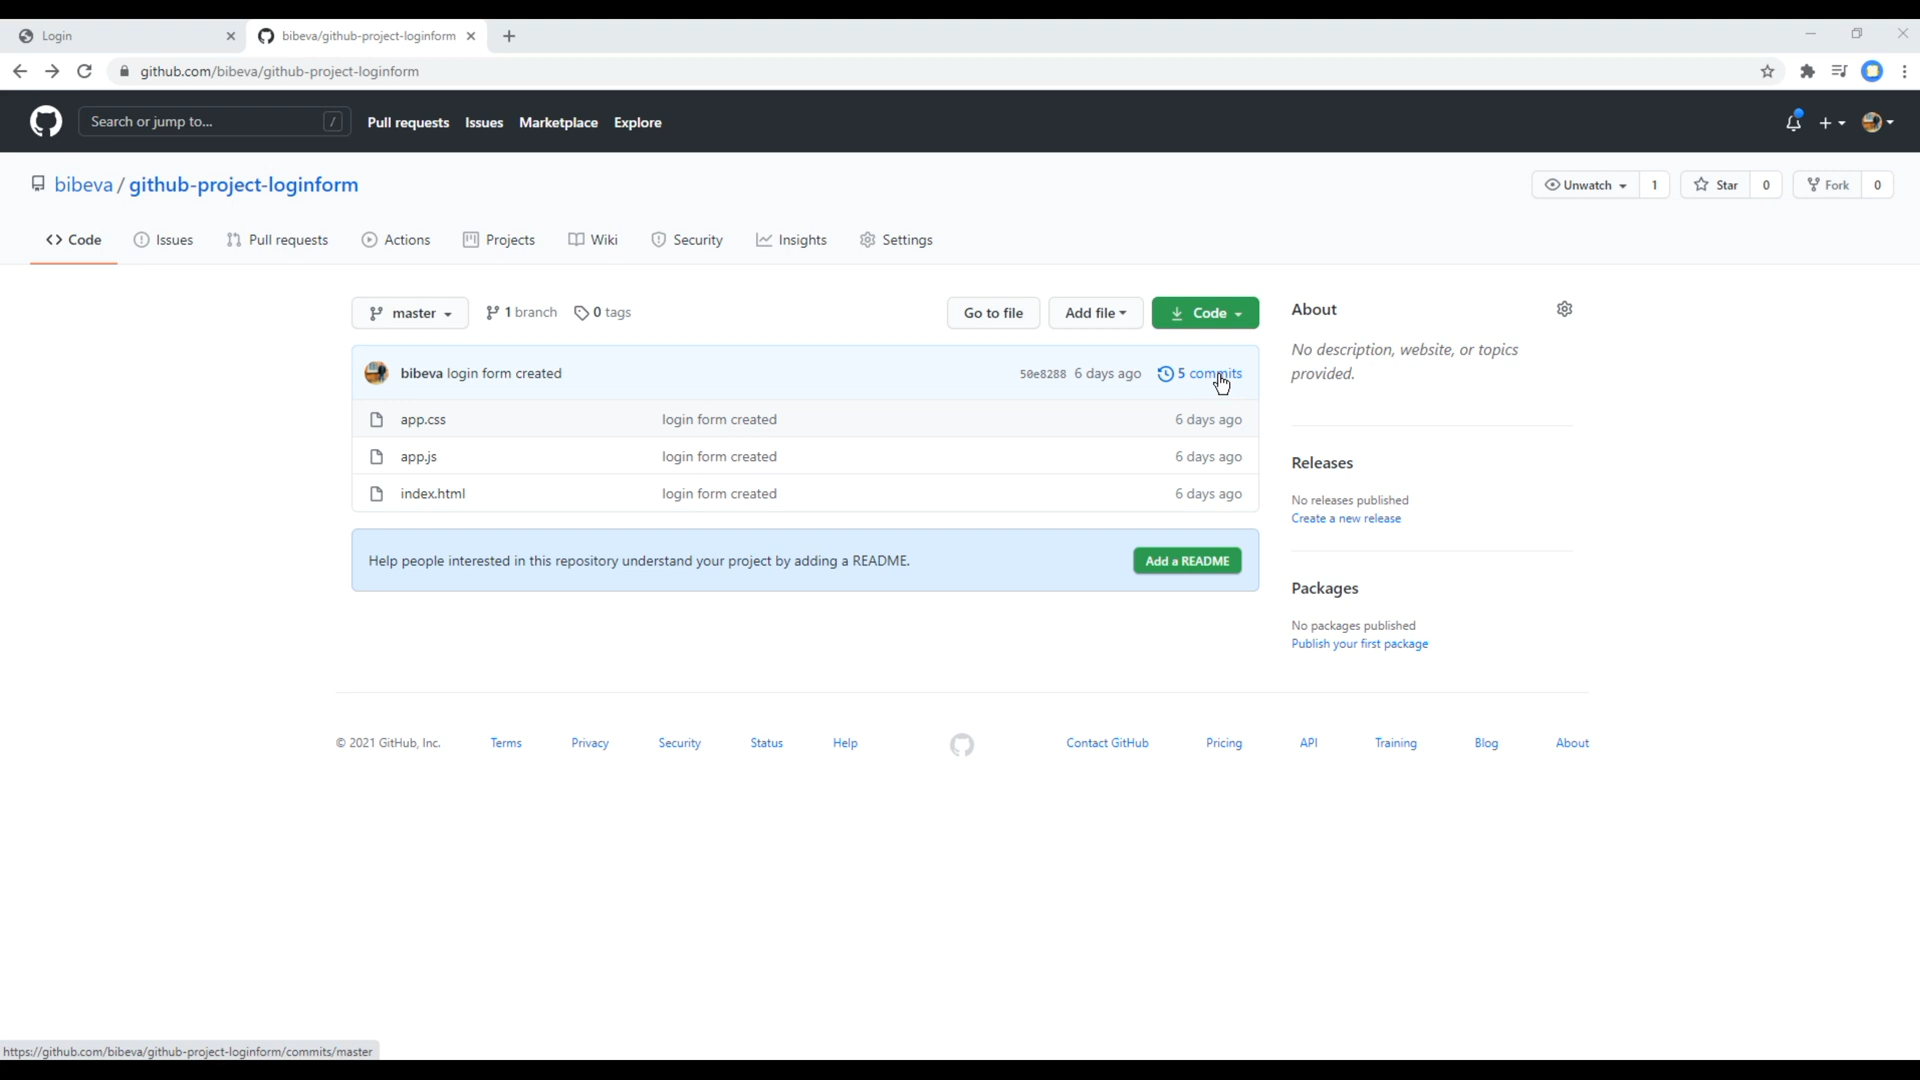 Login
bibeva/github-project-loginform
github.com/bibeva/github-project-loginform
Search or jump to... / Pull requests Issues Marketplace Explore
bibeva / github-project-loginform
Unwatch 1 Star 0 Fork 0
Code Issues Pull requests Actions Projects Wiki Security Insights Settings
master 1 branch 0 tags Go to file Add file Code
bibeva login form created 50e8288 6 days ago 5 commits
app.css login form created 6 days ago
app.js login form created 6 days ago
index.html login form created 6 days ago
Help people interested in this repository understand your project by adding a README. Add a README
About
No description, website, or topics
provided.
Releases
No releases published
Create a new release
Packages
No packages published
Publish your first package
© 2021 GitHub, Inc. Terms Privacy Security Status Help Contact GitHub Pricing API Training Blog About
https://github.com/bibeva/github-project-loginform/commits/master